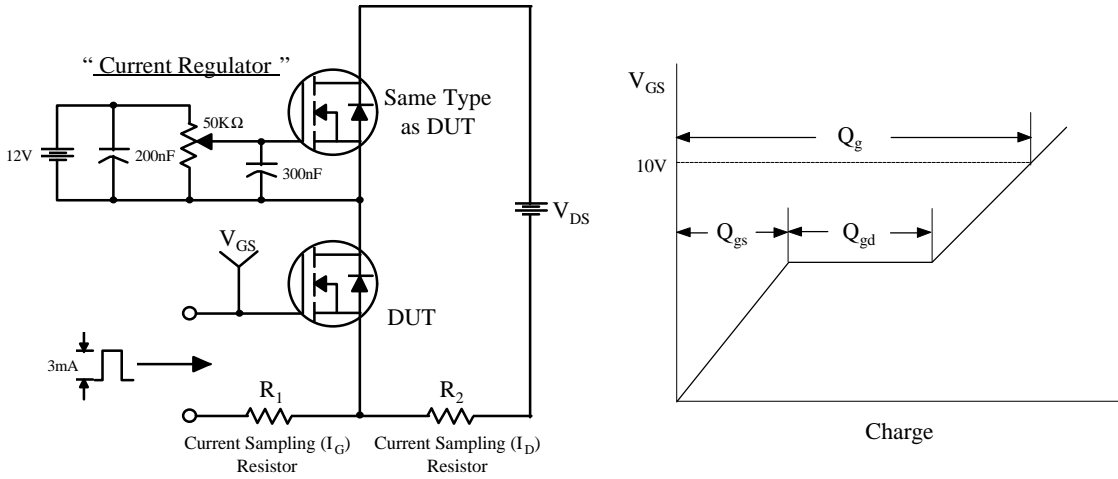 “ Current Regulator ”
Same Type
as DUT
50KΩ
12V
200nF
300nF
V_DS
V_GS
DUT
3mA
R_1
R_2
Current Sampling (I_G)
Resistor
Current Sampling (I_D)
Resistor
V_GS
Q_g
10V
Q_gs
Q_gd
Charge